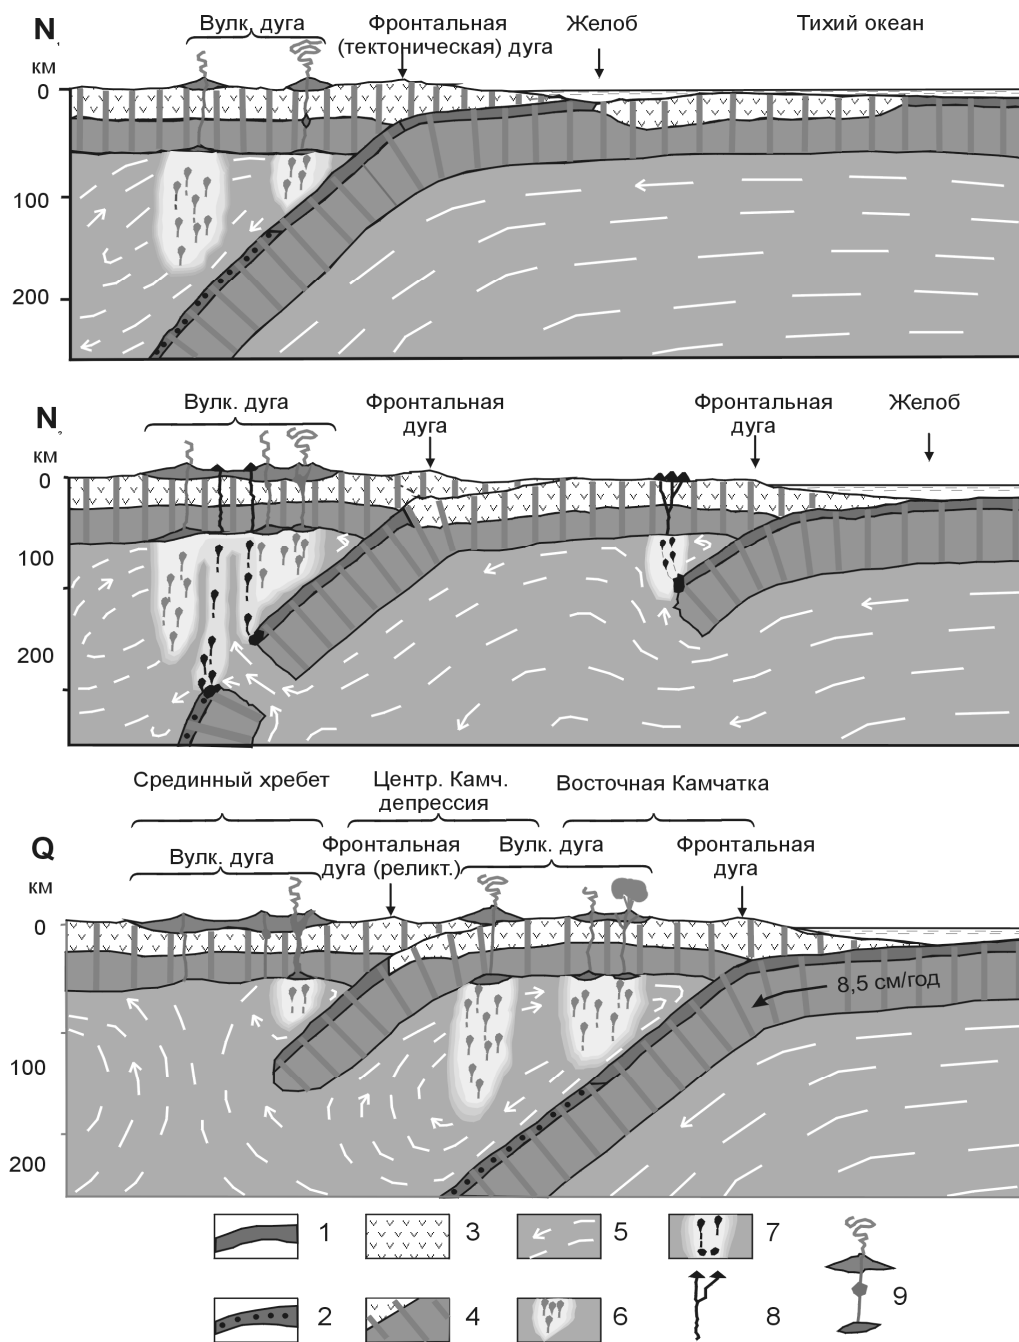 N,
Вулк. дуга
Фронтальная
(тектоническая) дуга
Желоб
Тихий океан
км
0
100
200
N,
Вулк. дуга
Фронтальная
дуга
Фронтальная
дуга
Желоб
км
0
100
200
Срединный хребет
Центр. Камч.
депрессия
Восточная Камчатка
Q
Вулк. дуга
Фронтальная
дуга (реликт.)
Вулк. дуга
Фронтальная
дуга
км
0
8,5 см/год
100
200
1
3
5
7
2
4
6
8
9